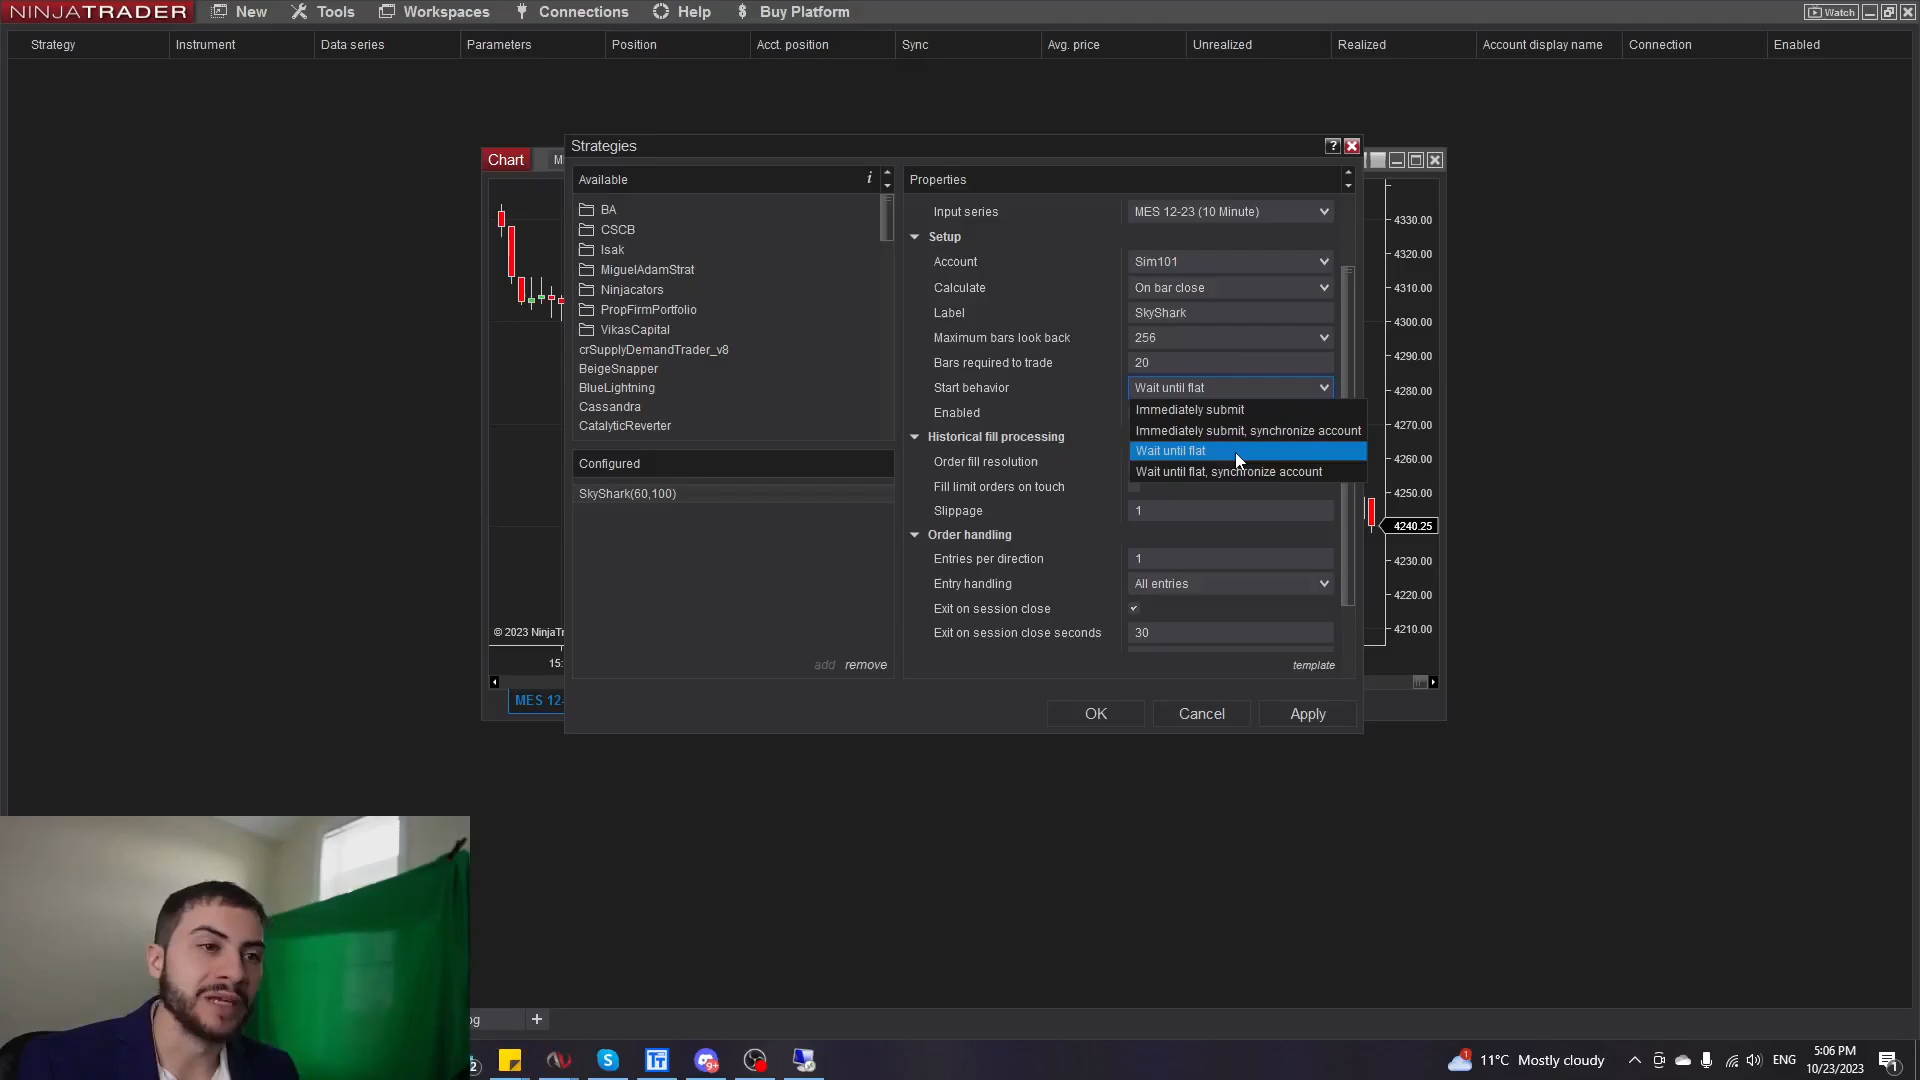 NINJATRADER New Tools Workspaces Connections Help $ Buy Platform Watch
Strategy Instrument Data series Parameters Position Acct. position Sync Avg. price Unrealized Realized Account display name Connection Enabled
Strategies ?
Chart M
Available i
BA
CSCB
Isak
MiguelAdamStrat
Ninjacators
PropFirmPortfolio
VikasCapital
crSupplyDemandTrader_v8
BeigeSnapper
BlueLightning
Cassandra
CatalyticReverter
Configured
SkyShark(60,100)
add remove
Properties
Input series MES 12-23 (10 Minute)
Setup
Account Sim101
Calculate On bar close
Label SkyShark
Maximum bars look back 256
Bars required to trade 20
Start behavior Wait until flat
Immediately submit
Immediately submit, synchronize account
Wait until flat
Wait until flat, synchronize account
Enabled
Historical fill processing
Order fill resolution
Fill limit orders on touch
Slippage 1
Order handling
Entries per direction 1
Entry handling All entries
Exit on session close
Exit on session close seconds 30
template
OK Cancel Apply
4330.00
4320.00
4310.00
4300.00
4290.00
4280.00
4270.00
4260.00
4250.00
4240.25
4230.00
4220.00
4210.00
© 2023 NinjaTr
15:
MES 12-
og +
9+
1 11°C Mostly cloudy ENG 5:06 PM
10/23/2023 1